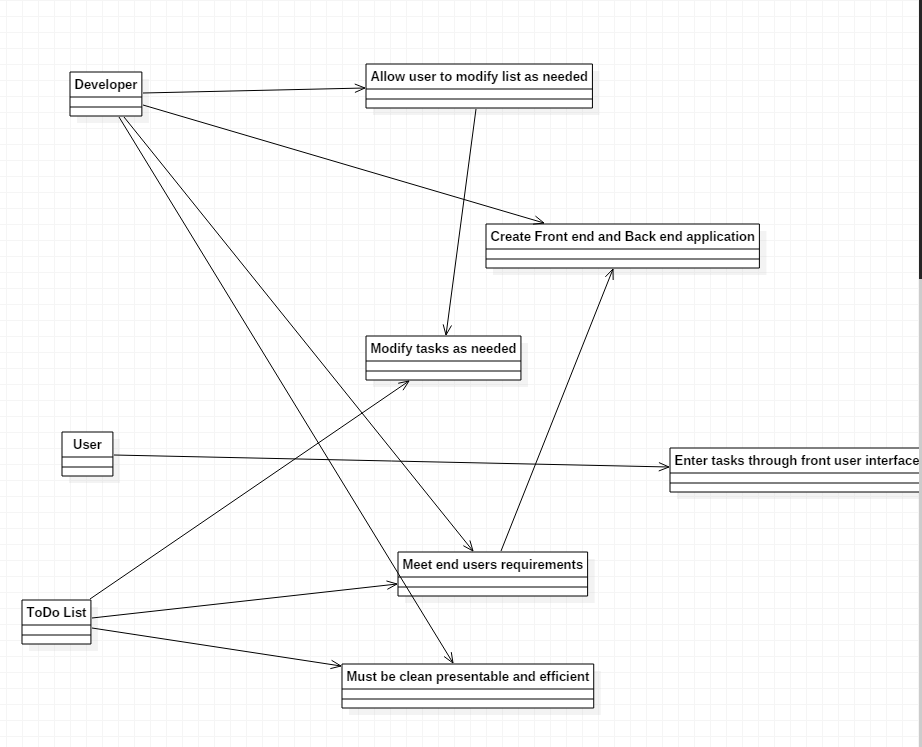 Developer
Allow user to modify list as needed
Create Front end and Back end application
Modify tasks as needed
User
Enter tasks through front user interface
Meet end users requirements
ToDo List
Must be clean presentable and efficient